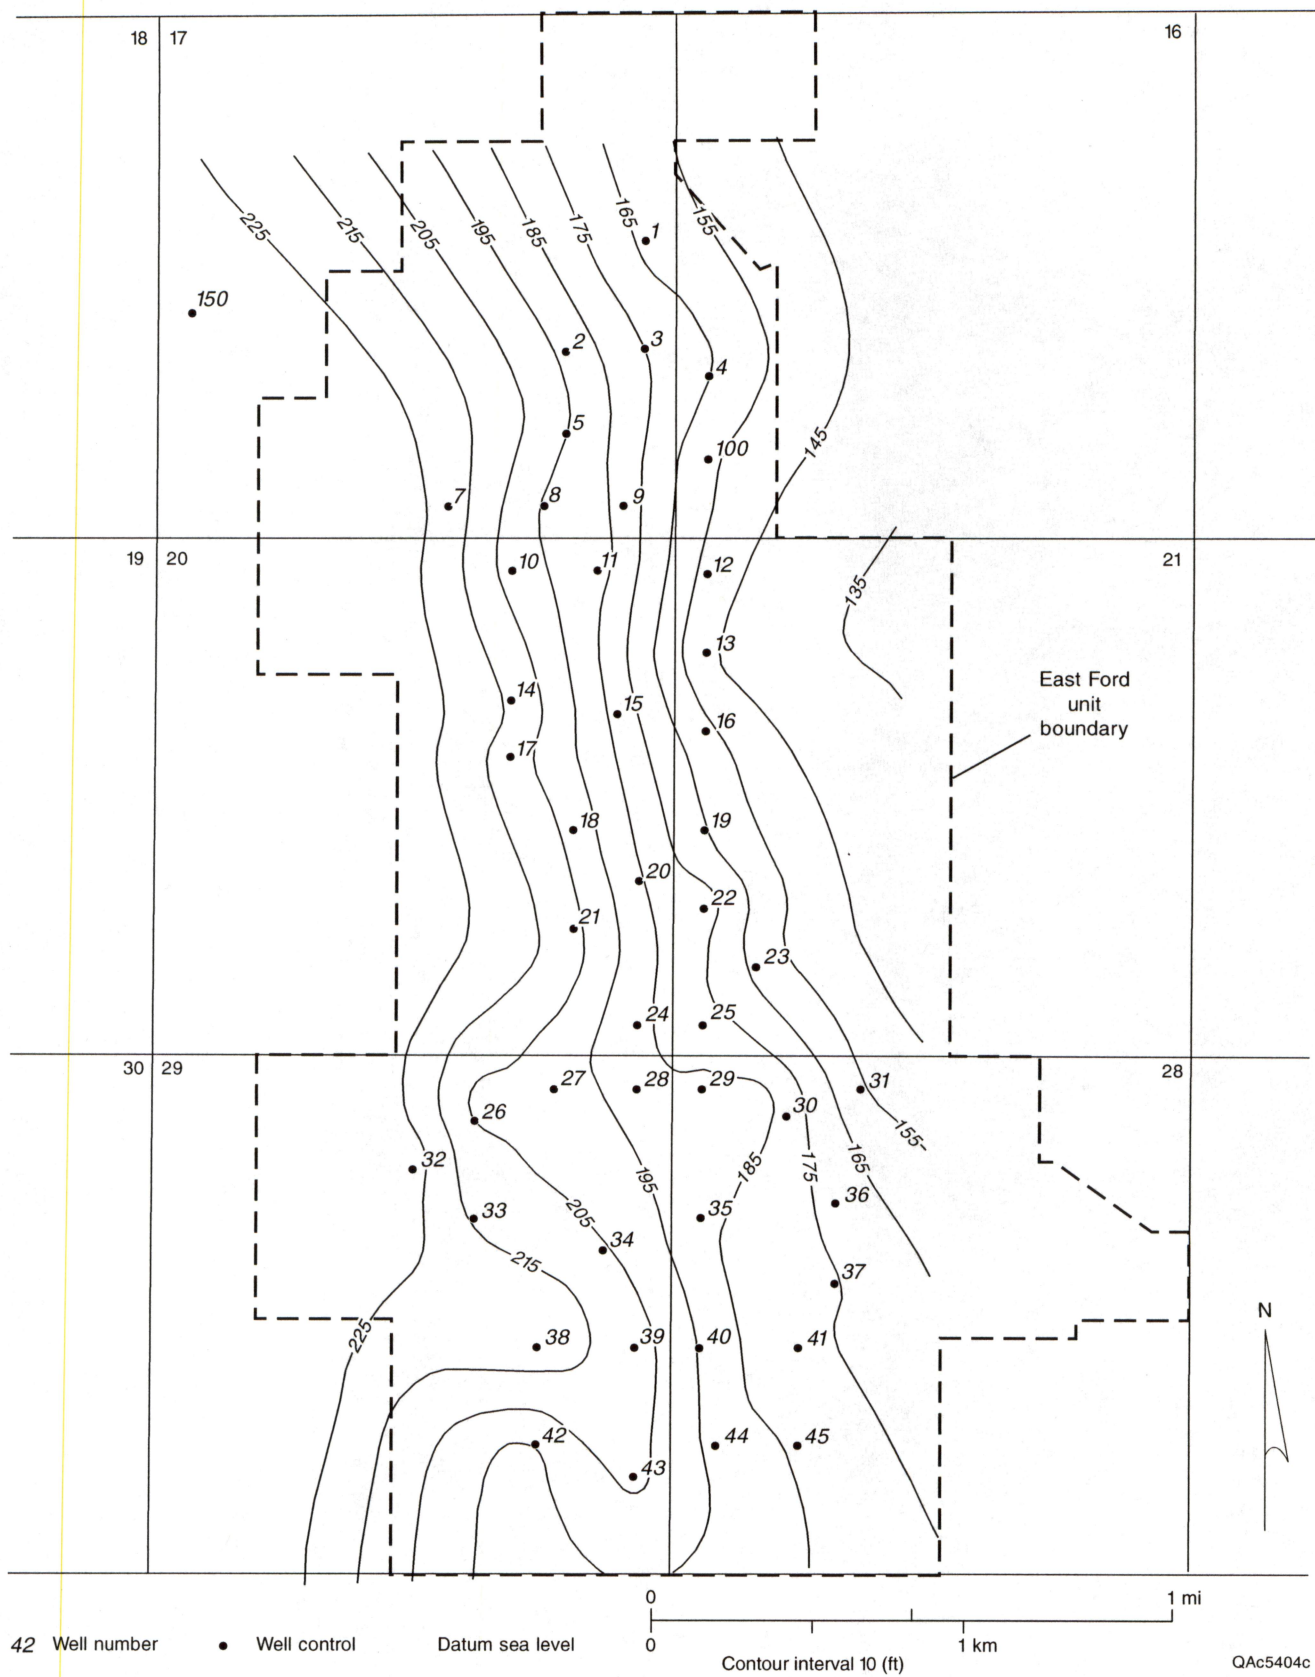 18 17 16
225 215 205 195 185 175 165 155
1
150
2 3 4
5
145
100
7 8 9
19 20 21
10 11 12
135
13
East Ford
unit
boundary
14 15 16
17
18 19
20
22
21
23
24 25
30 29 28
27 28 29 31
26 30
155
32 195 185 175 165
33 205 35 36
34
215
37
N
225 38 39 40 41
42 44 45
43
0 1 mi
42 Well number Well control Datum sea level
0 1 km
Contour interval 10 (ft)
QAc5404c